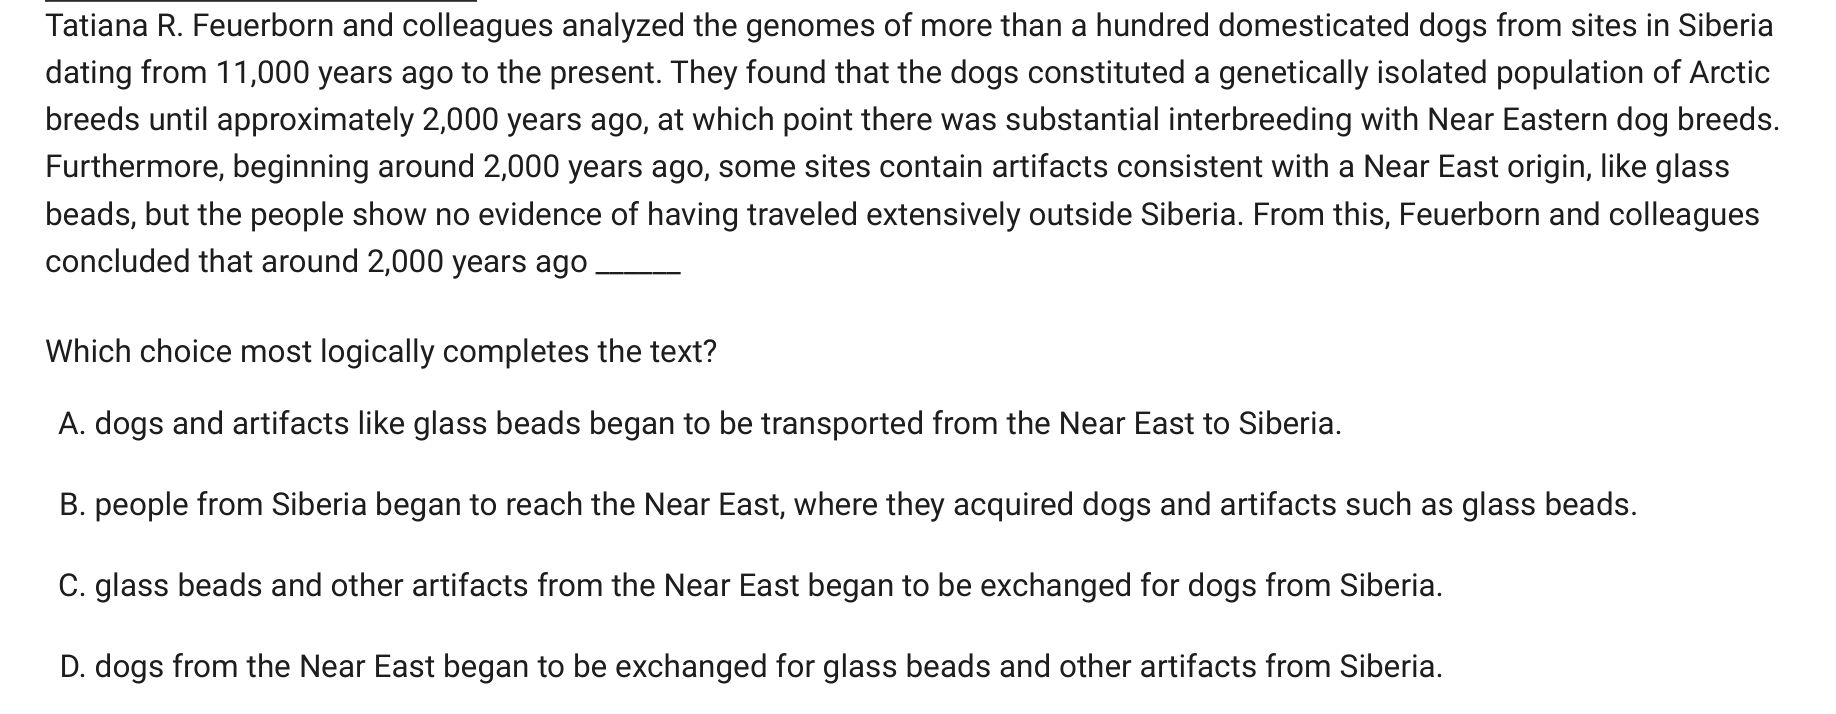 Tatiana R. Feuerborn and colleagues analyzed the genomes of more than a hundred domesticated dogs from sites in Siberia
dating from 11,000 years ago to the present. They found that the dogs constituted a genetically isolated population of Arctic
breeds until approximately 2,000 years ago, at which point there was substantial interbreeding with Near Eastern dog breeds.
Furthermore, beginning around 2,000 years ago, some sites contain artifacts consistent with a Near East origin, like glass
beads, but the people show no evidence of having traveled extensively outside Siberia. From this, Feuerborn and colleagues
concluded that around 2,000 years ago ______
Which choice most logically completes the text?
A. dogs and artifacts like glass beads began to be transported from the Near East to Siberia.
B. people from Siberia began to reach the Near East, where they acquired dogs and artifacts such as glass beads.
C. glass beads and other artifacts from the Near East began to be exchanged for dogs from Siberia.
D. dogs from the Near East began to be exchanged for glass beads and other artifacts from Siberia.